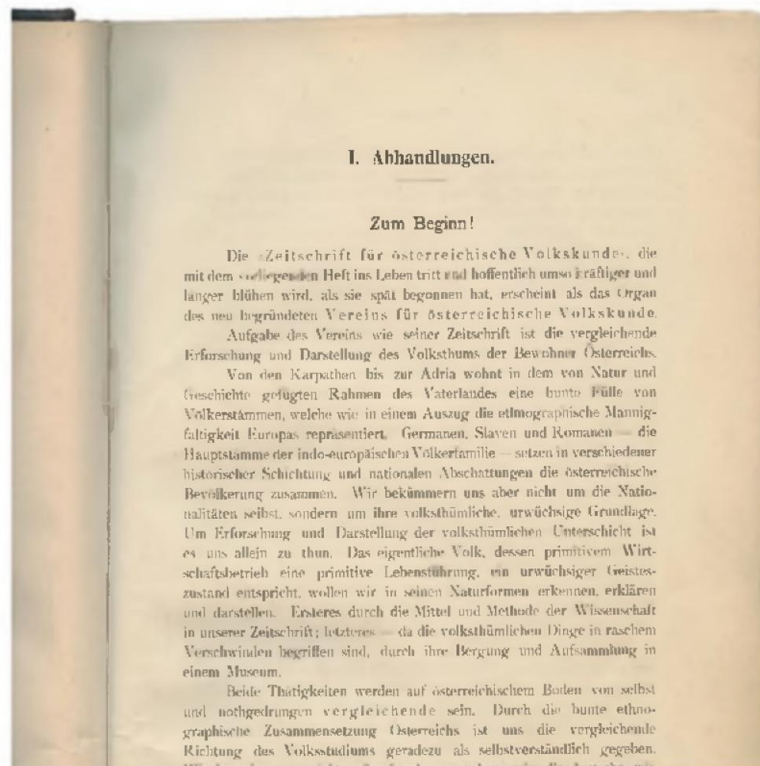 I. Abhandlungen.
Zum Beginn!
Die »Zeitschrift für österreichische Volkskunde«, die
mit dem vorliegenden Heft ins Leben tritt und hoffentlich umso kräftiger und
länger blühen wird, als sie spät begonnen hat, erscheint als das Organ
des neu begründeten Vereins für österreichische Volkskunde.
Aufgabe des Vereins wie seiner Zeitschrift ist die vergleichende
Erforschung und Darstellung des Volksthums der Bewohner Österreichs.
Von den Karpathen bis zur Adria wohnt in dem von Natur und
Geschichte gefügten Rahmen des Vaterlandes eine bunte Fülle von
Völkerstämmen, welche wie in einem Auszug die ethnographische Mannig-
faltigkeit Europas repräsentiert. Germanen, Slaven und Romanen — die
Hauptstämme der indo-europäischen Völkerfamilie — setzen in verschiedener
historischer Schichtung und nationalen Abschattungen die österreichische
Bevölkerung zusammen. Wir bekümmern uns aber nicht um die Natio-
nalitäten selbst, sondern um ihre volksthümliche, urwüchsige Grundlage.
Um Erforschung und Darstellung der volksthümlichen Unterschicht ist
es uns allein zu thun. Das eigentliche Volk, dessen primitivem Wirt-
schaftsbetrieb eine primitive Lebensführung, ein urwüchsiger Geistes-
zustand entspricht, wollen wir in seinen Naturformen erkennen, erklären
und darstellen. Ersteres durch die Mittel und Methode der Wissenschaft
in unserer Zeitschrift; letzteres — da die volksthümlichen Dinge in raschem
Verschwinden begriffen sind, durch ihre Bergung und Aufsammlung in
einem Museum.
Beide Thätigkeiten werden auf österreichischem Boden von selbst
und nothgedrungen vergleichende sein. Durch die bunte ethno-
graphische Zusammensetzung Österreichs ist uns die vergleichende
Richtung des Volksstudiums geradezu als selbstverständlich gegeben.